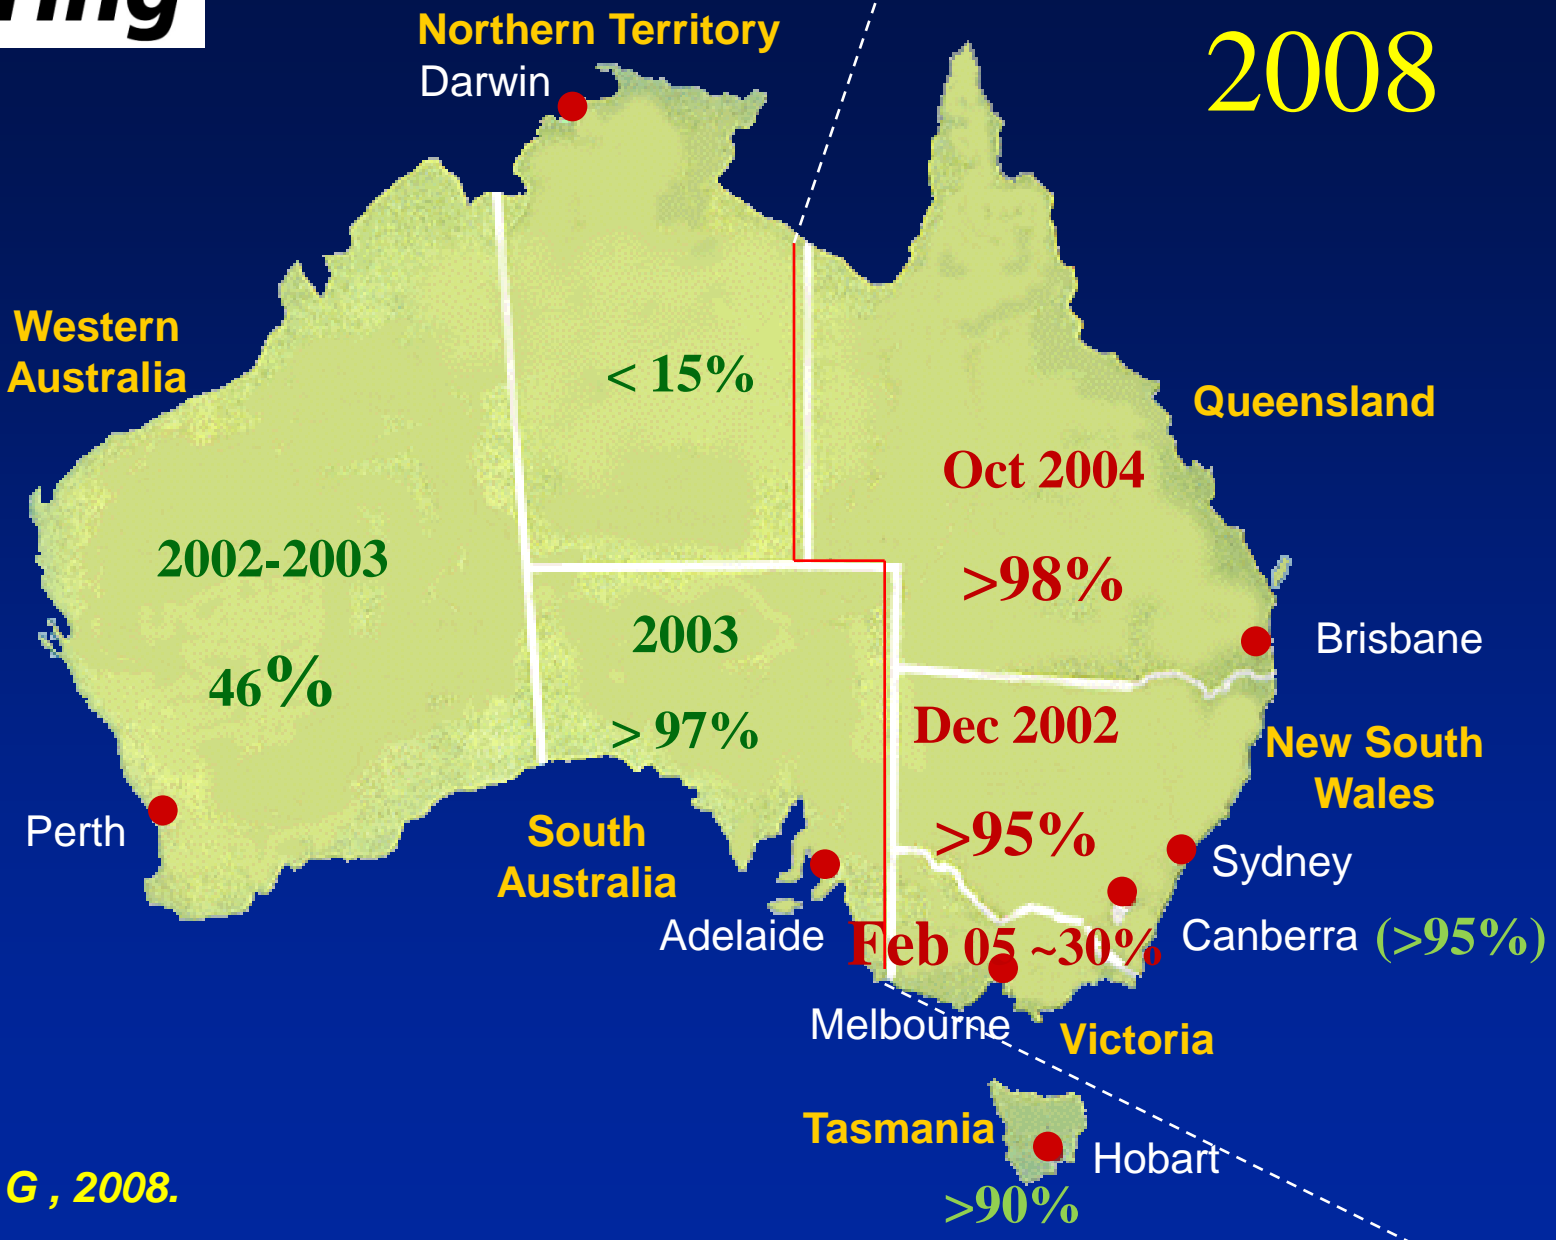 Northern Territory
Darwin
2008
Western
Australia
< 15%
Queensland
Oct 2004
2002-2003
>98%
2003
Brisbane
46%
> 97%
Dec 2002
New South
Wales
Perth
South
Australia
>95%
Sydney
Adelaide
Feb 05 ~30%
Canberra (>95%)
Melbourne
Victoria
Tasmania
Hobart
G , 2008.
>90%